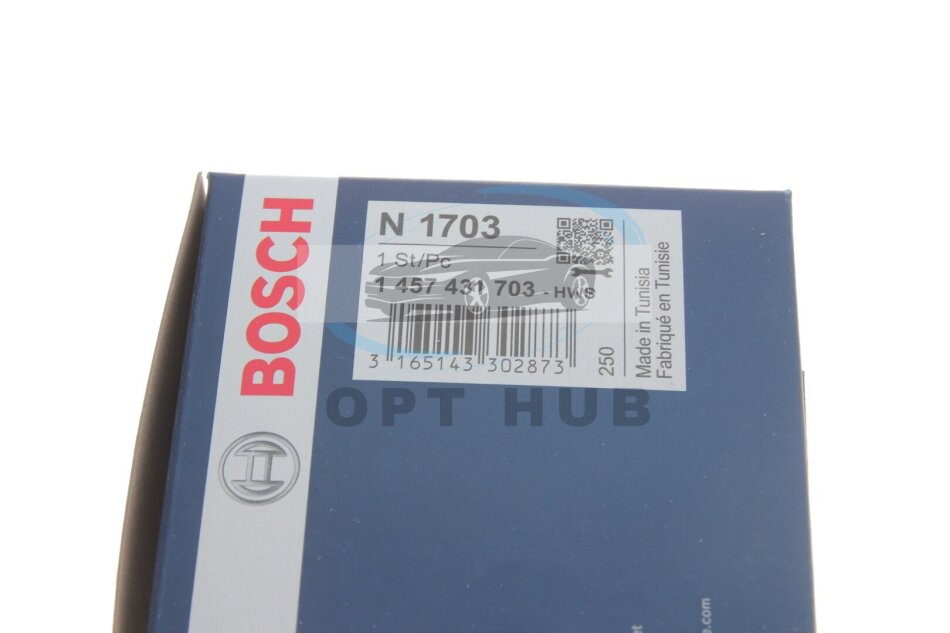 BOSCH
N 1703
1 St/Pc
1 457 431 703 - HWS
3 165143 302873
250
Made in Tunisia
Fabriqué en Tunisie
OPT HUB